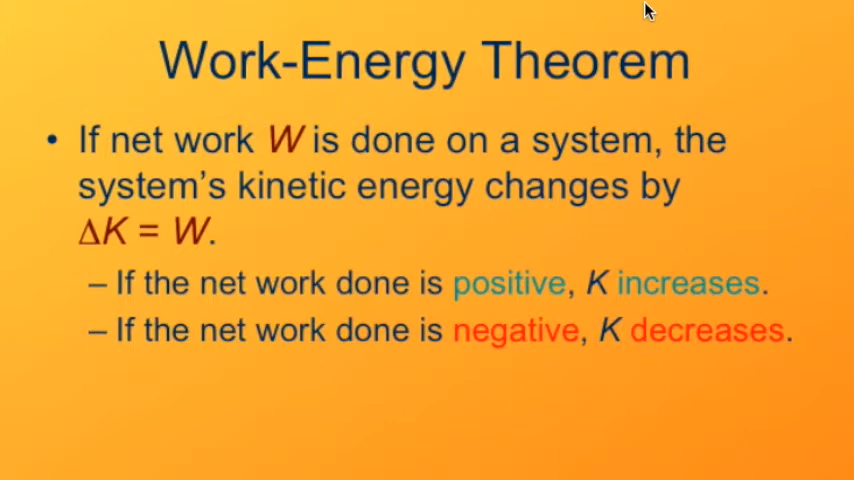 Work-Energy Theorem
• If net work W is done on a system, the
system’s kinetic energy changes by
ΔK = W.
– If the net work done is positive, K increases.
– If the net work done is negative, K decreases.